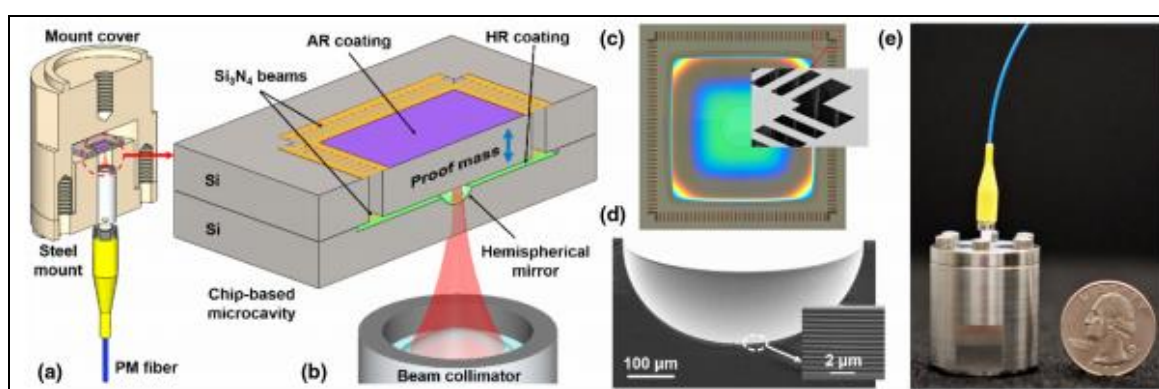 Mount cover
Steel
mount
(a)
PM fiber
AR coating
HR coating
Si₃N₄ beams
Proof mass
Si
Si
Hemispherical
mirror
Chip-based
microcavity
(b)
Beam collimator
(c)
(d)
100 µm
2 µm
(e)